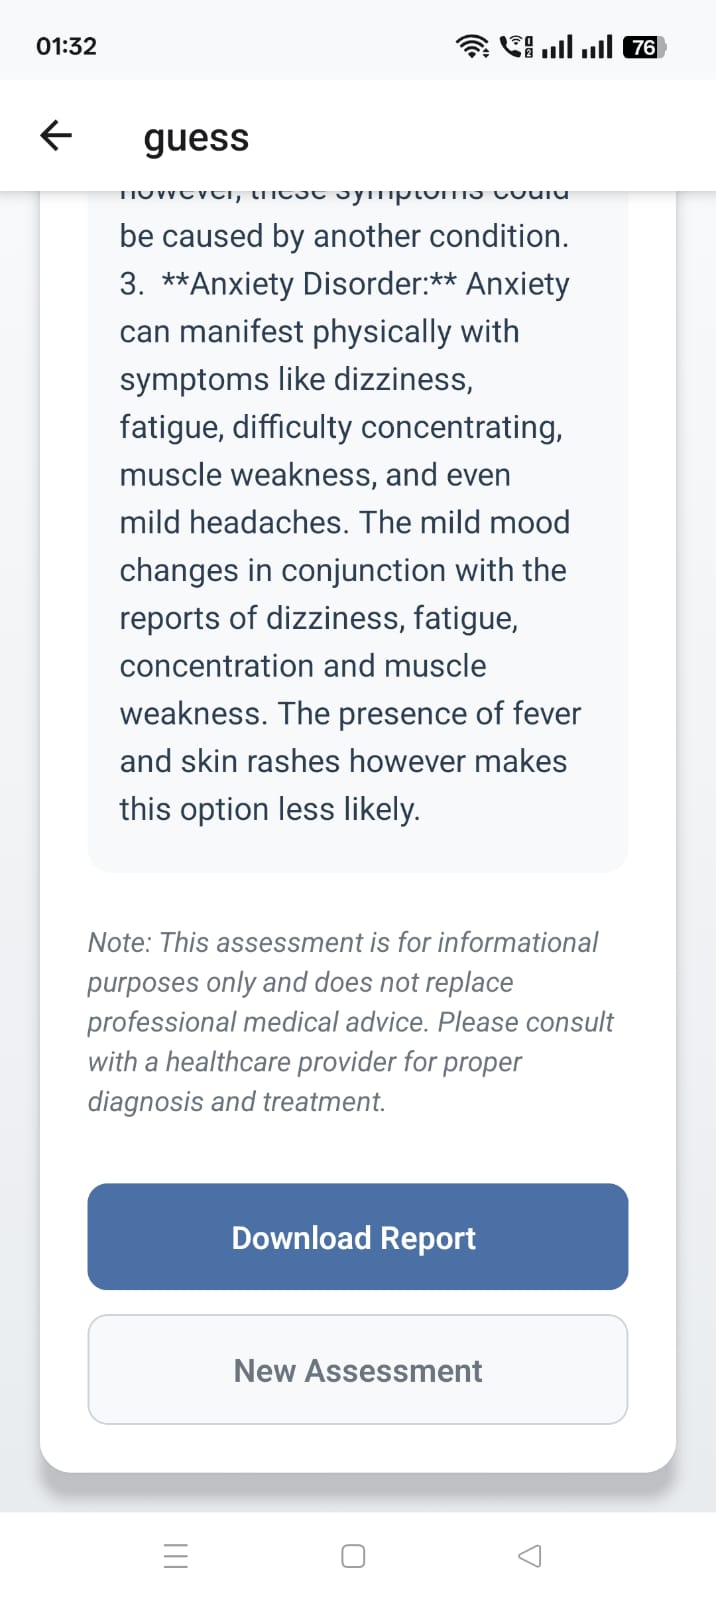 01:32
76
guess
however, these symptoms could
be caused by another condition.
3. **Anxiety Disorder:** Anxiety
can manifest physically with
symptoms like dizziness,
fatigue, difficulty concentrating,
muscle weakness, and even
mild headaches. The mild mood
changes in conjunction with the
reports of dizziness, fatigue,
concentration and muscle
weakness. The presence of fever
and skin rashes however makes
this option less likely.
Note: This assessment is for informational
purposes only and does not replace
professional medical advice. Please consult
with a healthcare provider for proper
diagnosis and treatment.
Download Report
New Assessment